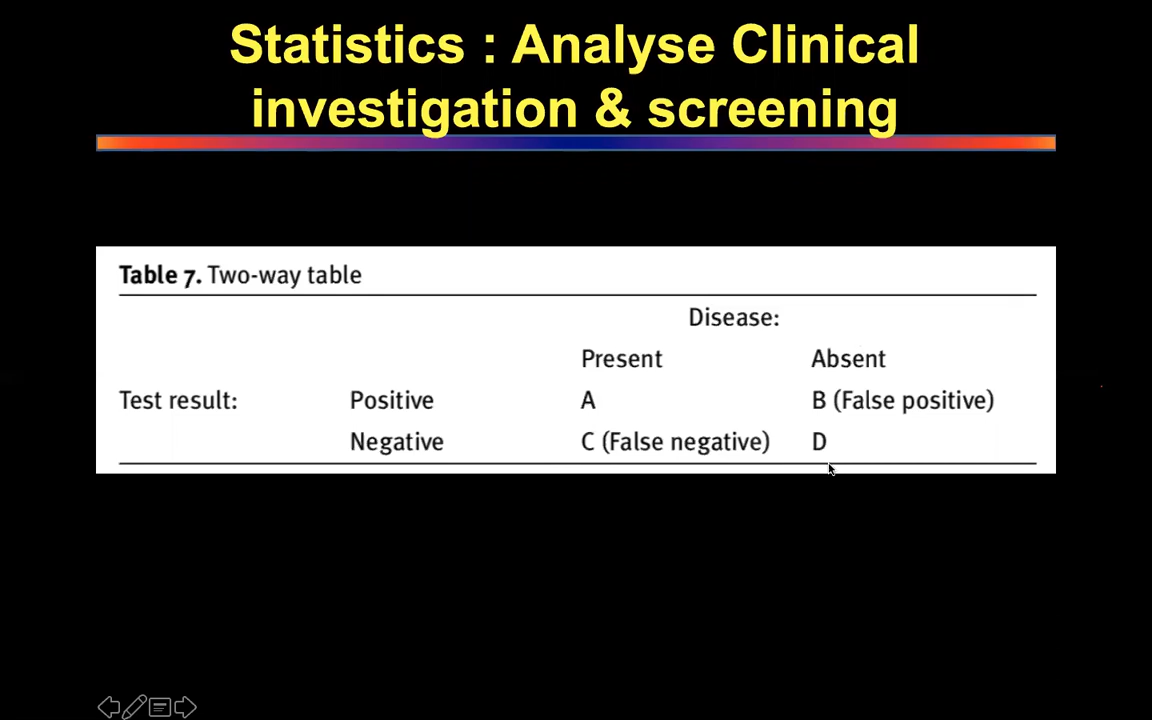 Statistics : Analyse Clinical
investigation & screening
Table 7. Two-way table
Disease:
Present Absent
Test result: Positive A B (False positive)
Negative C (False negative) D